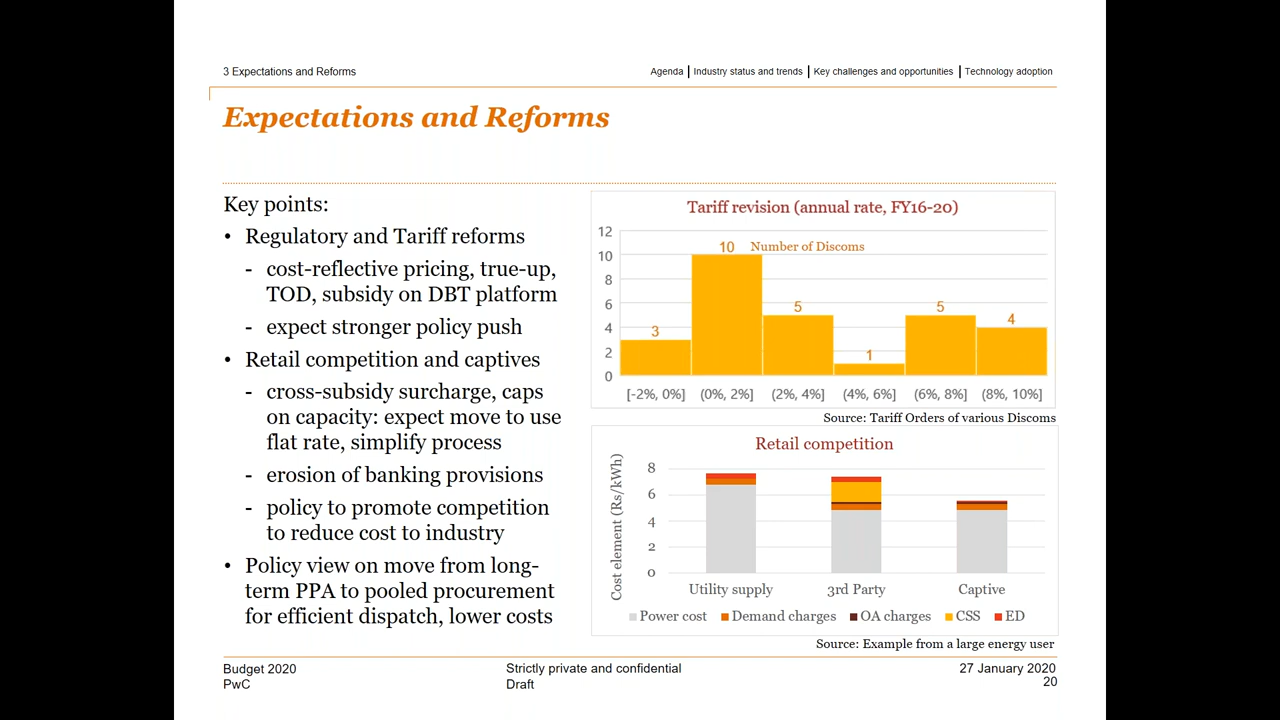 3 Expectations and Reforms
Agenda | Industry status and trends | Key challenges and opportunities | Technology adoption
Expectations and Reforms
Key points:
• Regulatory and Tariff reforms
- cost-reflective pricing, true-up,
TOD, subsidy on DBT platform
- expect stronger policy push
• Retail competition and captives
- cross-subsidy surcharge, caps
on capacity: expect move to use
flat rate, simplify process
- erosion of banking provisions
- policy to promote competition
to reduce cost to industry
• Policy view on move from long-
term PPA to pooled procurement
for efficient dispatch, lower costs
Tariff revision (annual rate, FY16-20)
Number of Discoms
12
10
8
6
4
2
0
3
10
5
1
5
4
[-2%, 0%] (0%, 2%] (2%, 4%] (4%, 6%] (6%, 8%] (8%, 10%]
Source: Tariff Orders of various Discoms
Retail competition
Cost element (Rs/kWh)
8
6
4
2
0
Utility supply 3rd Party Captive
Power cost Demand charges OA charges CSS ED
Source: Example from a large energy user
Budget 2020
PwC
Strictly private and confidential
Draft
27 January 2020
20